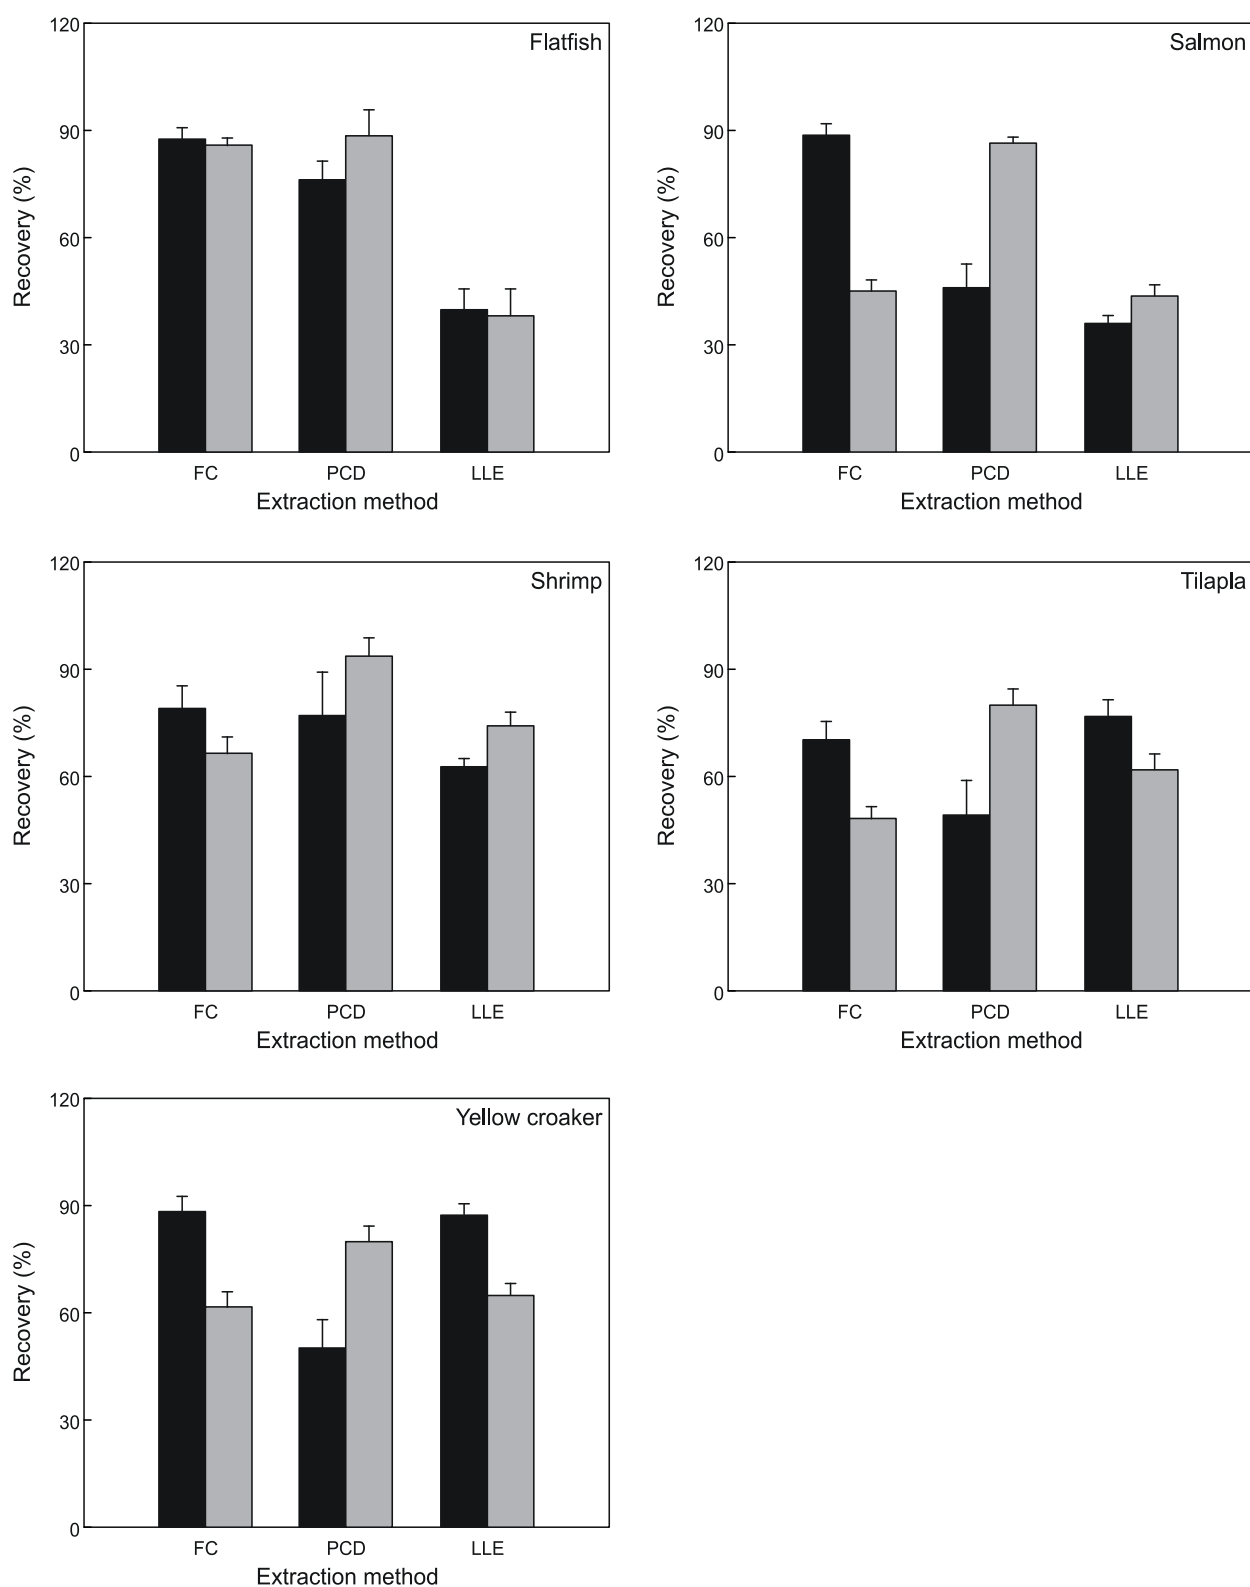 Flatfish
120
90
60
30
0
Recovery (%)
FC PCD LLE
Extraction method
Salmon
120
90
60
30
0
Recovery (%)
FC PCD LLE
Extraction method
Shrimp
120
90
60
30
0
Recovery (%)
FC PCD LLE
Extraction method
Tilapla
120
90
60
30
0
Recovery (%)
FC PCD LLE
Extraction method
Yellow croaker
120
90
60
30
0
Recovery (%)
FC PCD LLE
Extraction method